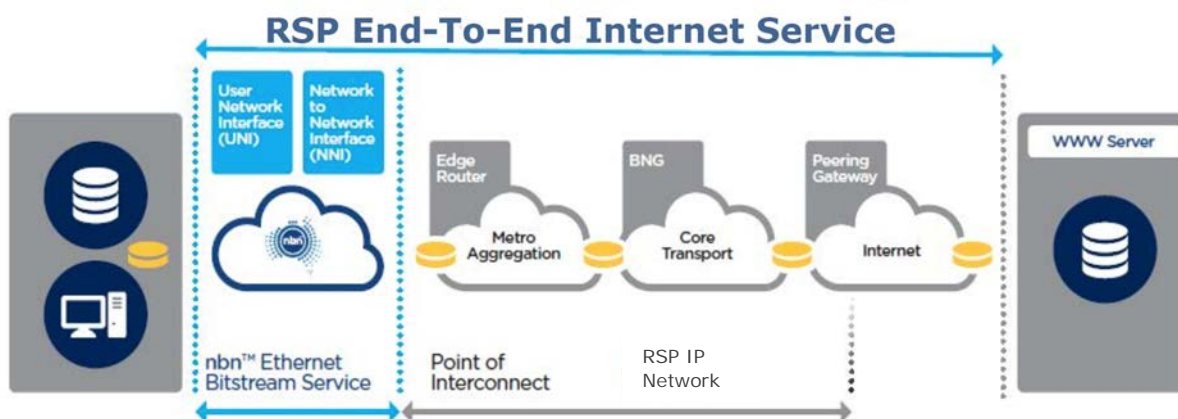 RSP End-To-End Internet Service
User
Network
Interface
(UNI)
Network
to
Network
Interface
(NNI)
Edge
Router
BNG
Peering
Gateway
WWW Server
nbn
Metro
Aggregation
Core
Transport
Internet
nbn™ Ethernet
Bitstream Service
Point of
Interconnect
RSP IP
Network